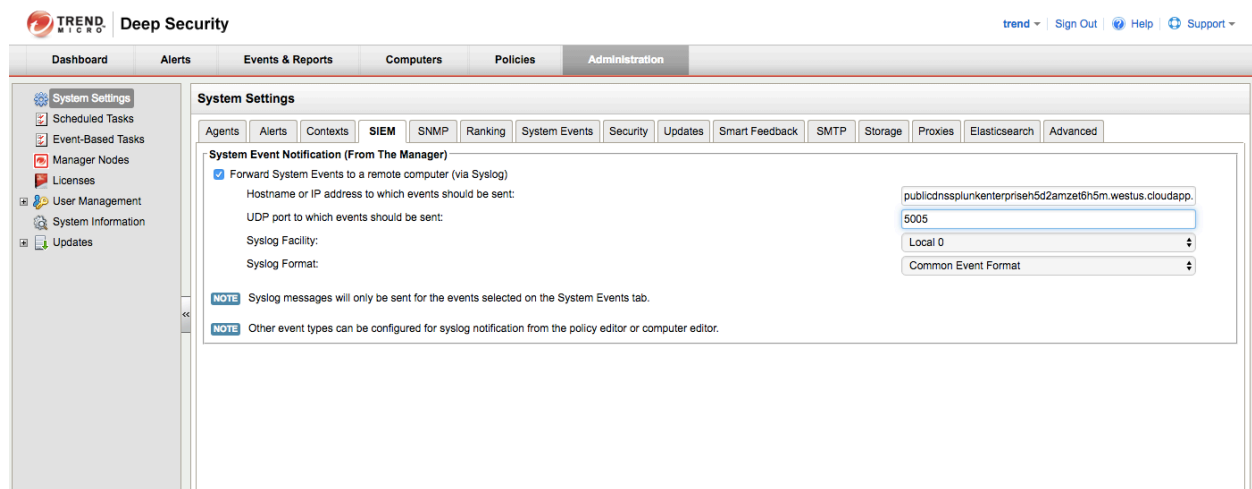 TREND MICRO Deep Security trend Sign Out Help Support
Dashboard Alerts Events & Reports Computers Policies Administration
System Settings
Scheduled Tasks
Event-Based Tasks
Manager Nodes
Licenses
User Management
System Information
Updates
System Settings
Agents Alerts Contexts SIEM SNMP Ranking System Events Security Updates Smart Feedback SMTP Storage Proxies Elasticsearch Advanced
System Event Notification (From The Manager)
Forward System Events to a remote computer (via Syslog)
Hostname or IP address to which events should be sent: publicdnssplunkenterpriseh5d2amzet6h5m.westus.cloudapp.
UDP port to which events should be sent: 5005
Syslog Facility: Local 0
Syslog Format: Common Event Format
NOTE Syslog messages will only be sent for the events selected on the System Events tab.
NOTE Other event types can be configured for syslog notification from the policy editor or computer editor.